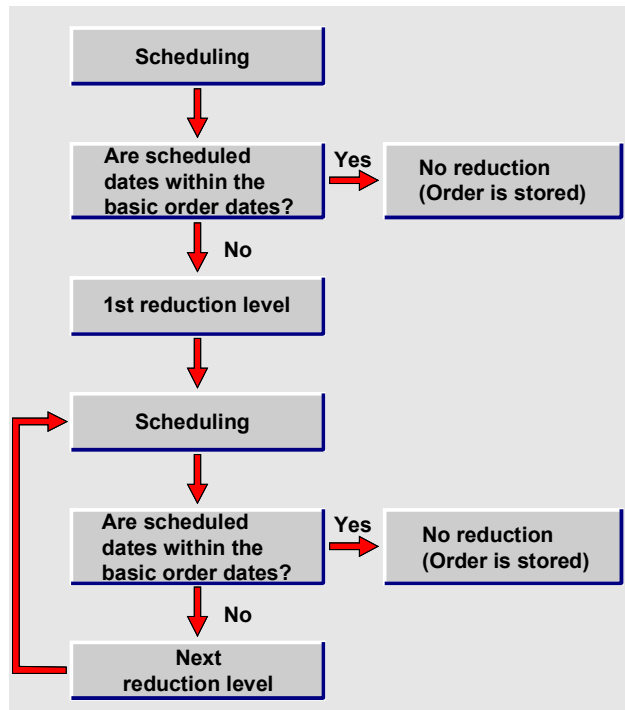 Scheduling
Are scheduled
dates within the
basic order dates?
Yes
No reduction
(Order is stored)
No
1st reduction level
Scheduling
Are scheduled
dates within the
basic order dates?
Yes
No reduction
(Order is stored)
No
Next
reduction level